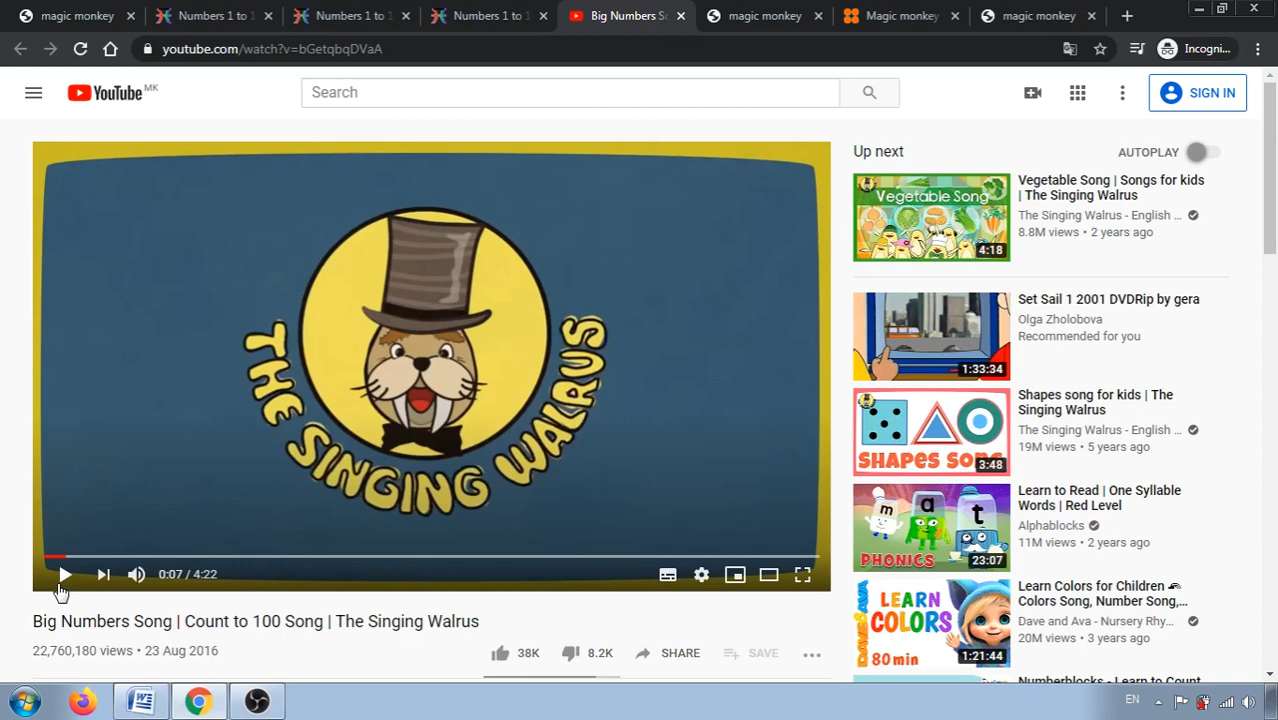 magic monkey
Numbers 1 to 1
Numbers 1 to 1
Numbers 1 to 1
Big Numbers So
magic monkey
Magic monkey
magic monkey
youtube.com/watch?v=bGetqbqDVaA
Incogni...
YouTube MK
Search
SIGN IN
THE SINGING WALRUS
0:07 / 4:22
Big Numbers Song | Count to 100 Song | The Singing Walrus
22,760,180 views • 23 Aug 2016
38K
8.2K
SHARE
SAVE
Up next
AUTOPLAY
Vegetable Song
4:18
Vegetable Song | Songs for kids
| The Singing Walrus
The Singing Walrus - English ...
8.8M views • 2 years ago
1:33:34
Set Sail 1 2001 DVDRip by gera
Olga Zholobova
Recommended for you
SHAPES SONG
3:48
Shapes song for kids | The
Singing Walrus
The Singing Walrus - English ...
19M views • 5 years ago
m a t
PHONICS
23:07
Learn to Read | One Syllable
Words | Red Level
Alphablocks
11M views • 2 years ago
LEARN
COLORS
DAVE AND AVA
80 min
1:21:44
Learn Colors for Children
Colors Song, Number Song,...
Dave and Ava - Nursery Rhy...
20M views • 3 years ago
Numberblocks - Learn to Count
EN